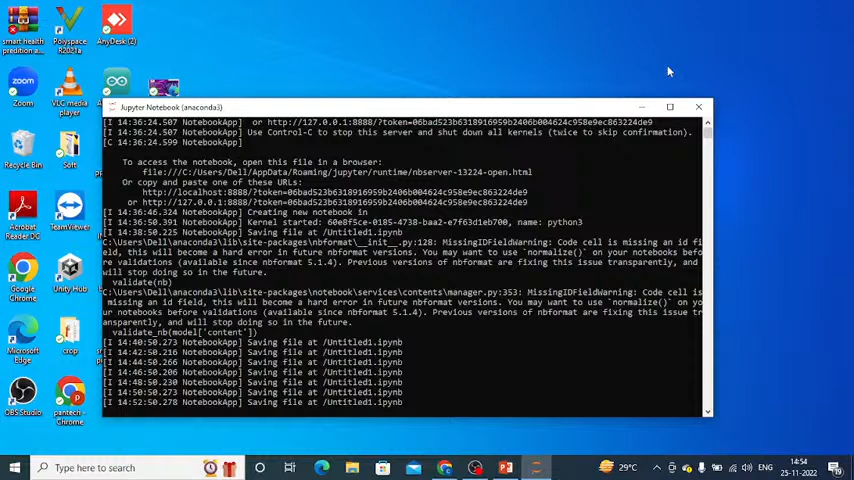 smart health
predition a...
Polyspace
R2021a
AnyDesk (2)
zoom
Zoom
VLC media
player
Recycle Bin
Soft
Acrobat
Reader DC
TeamViewer
Google
Chrome
Unity Hub
Microsoft
Edge
crop
OBS Studio
pantech -
Chrome
Jupyter Notebook (anaconda3)
[I 14:36:24.507 NotebookApp]  or http://127.0.0.1:8888/?token=06bad523b6318916959b2406b004624c958e9ec863224de9
[I 14:36:24.507 NotebookApp] Use Control-C to stop this server and shut down all kernels (twice to skip confirmation).
[C 14:36:24.599 NotebookApp]
To access the notebook, open this file in a browser:
file:///C:/Users/Dell/AppData/Roaming/jupyter/runtime/nbserver-13224-open.html
Or copy and paste one of these URLs:
http://localhost:8888/?token=06bad523b6318916959b2406b004624c958e9ec863224de9
or http://127.0.0.1:8888/?token=06bad523b6318916959b2406b004624c958e9ec863224de9
[I 14:36:46.324 NotebookApp] Creating new notebook in
[I 14:36:50.391 NotebookApp] Kernel started: 60e8f5ce-0185-4738-baa2-e7f63d1eb700, name: python3
[I 14:38:50.225 NotebookApp] Saving file at /Untitled1.ipynb
C:\Users\Dell\anaconda3\lib\site-packages\nbformat\__init__.py:128: MissingIDFieldWarning: Code cell is missing an id fi
eld, this will become a hard error in future nbformat versions. You may want to use `normalize()` on your notebooks befo
re validations (available since nbformat 5.1.4). Previous versions of nbformat are fixing this issue transparently, and
will stop doing so in the future.
validate(nb)
C:\Users\Dell\anaconda3\lib\site-packages\notebook\services\contents\manager.py:353: MissingIDFieldWarning: Code cell is
missing an id field, this will become a hard error in future nbformat versions. You may want to use `normalize()` on yo
ur notebooks before validations (available since nbformat 5.1.4). Previous versions of nbformat are fixing this issue tr
ansparently, and will stop doing so in the future.
validate_nb(model['content'])
[I 14:40:50.273 NotebookApp] Saving file at /Untitled1.ipynb
[I 14:42:50.216 NotebookApp] Saving file at /Untitled1.ipynb
[I 14:44:50.266 NotebookApp] Saving file at /Untitled1.ipynb
[I 14:46:50.206 NotebookApp] Saving file at /Untitled1.ipynb
[I 14:48:50.230 NotebookApp] Saving file at /Untitled1.ipynb
[I 14:50:50.273 NotebookApp] Saving file at /Untitled1.ipynb
[I 14:52:50.278 NotebookApp] Saving file at /Untitled1.ipynb
Type here to search
29°C
ENG
14:54
25-11-2022
19